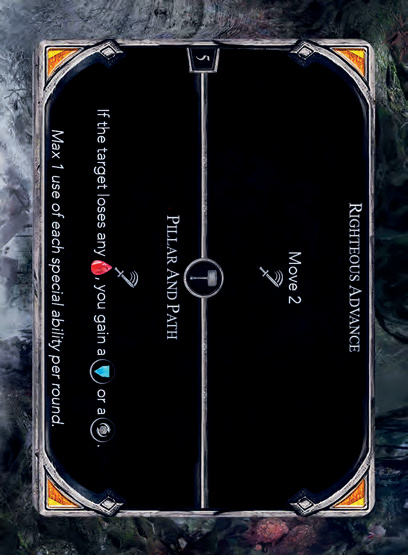 RIGHTEOUS ADVANCE
Move 2
5
PILLAR AND PATH
If the target loses any , you gain a or a .
Max 1 use of each special ability per round.